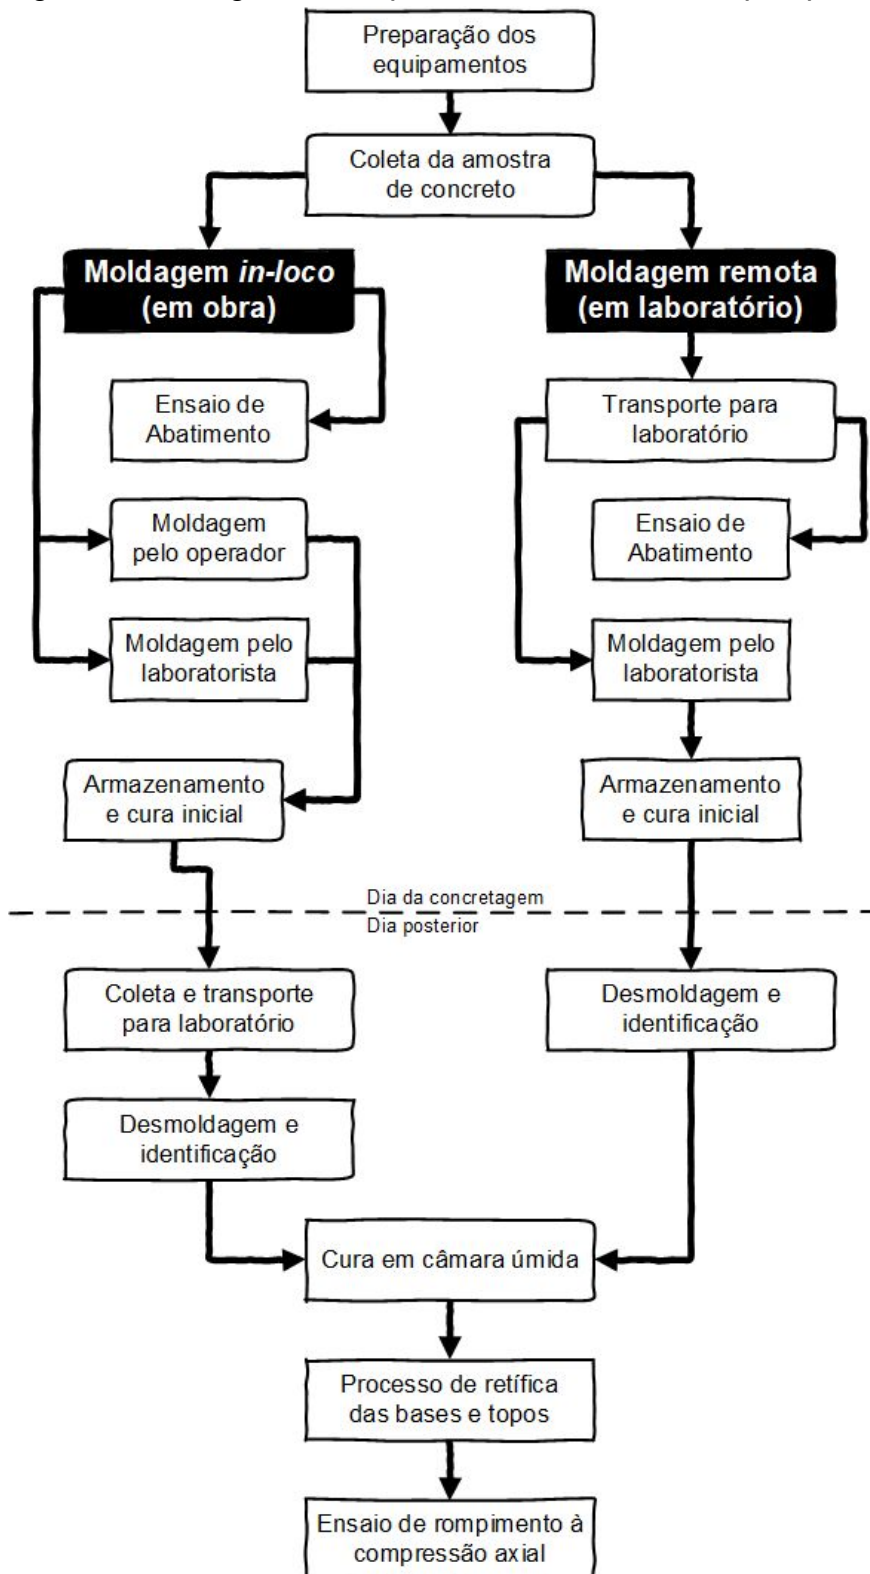 Preparação dos
equipamentos
Coleta da amostra
de concreto
Moldagem in-loco
(em obra)
Moldagem remota
(em laboratório)
Ensaio de
Abatimento
Transporte para
laboratório
Moldagem
pelo operador
Ensaio de
Abatimento
Moldagem pelo
laboratorista
Moldagem pelo
laboratorista
Armazenamento
e cura inicial
Armazenamento
e cura inicial
Dia da concretagem
Dia posterior
Coleta e transporte
para laboratório
Desmoldagem e
identificação
Desmoldagem e
identificação
Cura em câmara úmida
Processo de retífica
das bases e topos
Ensaio de rompimento à
compressão axial